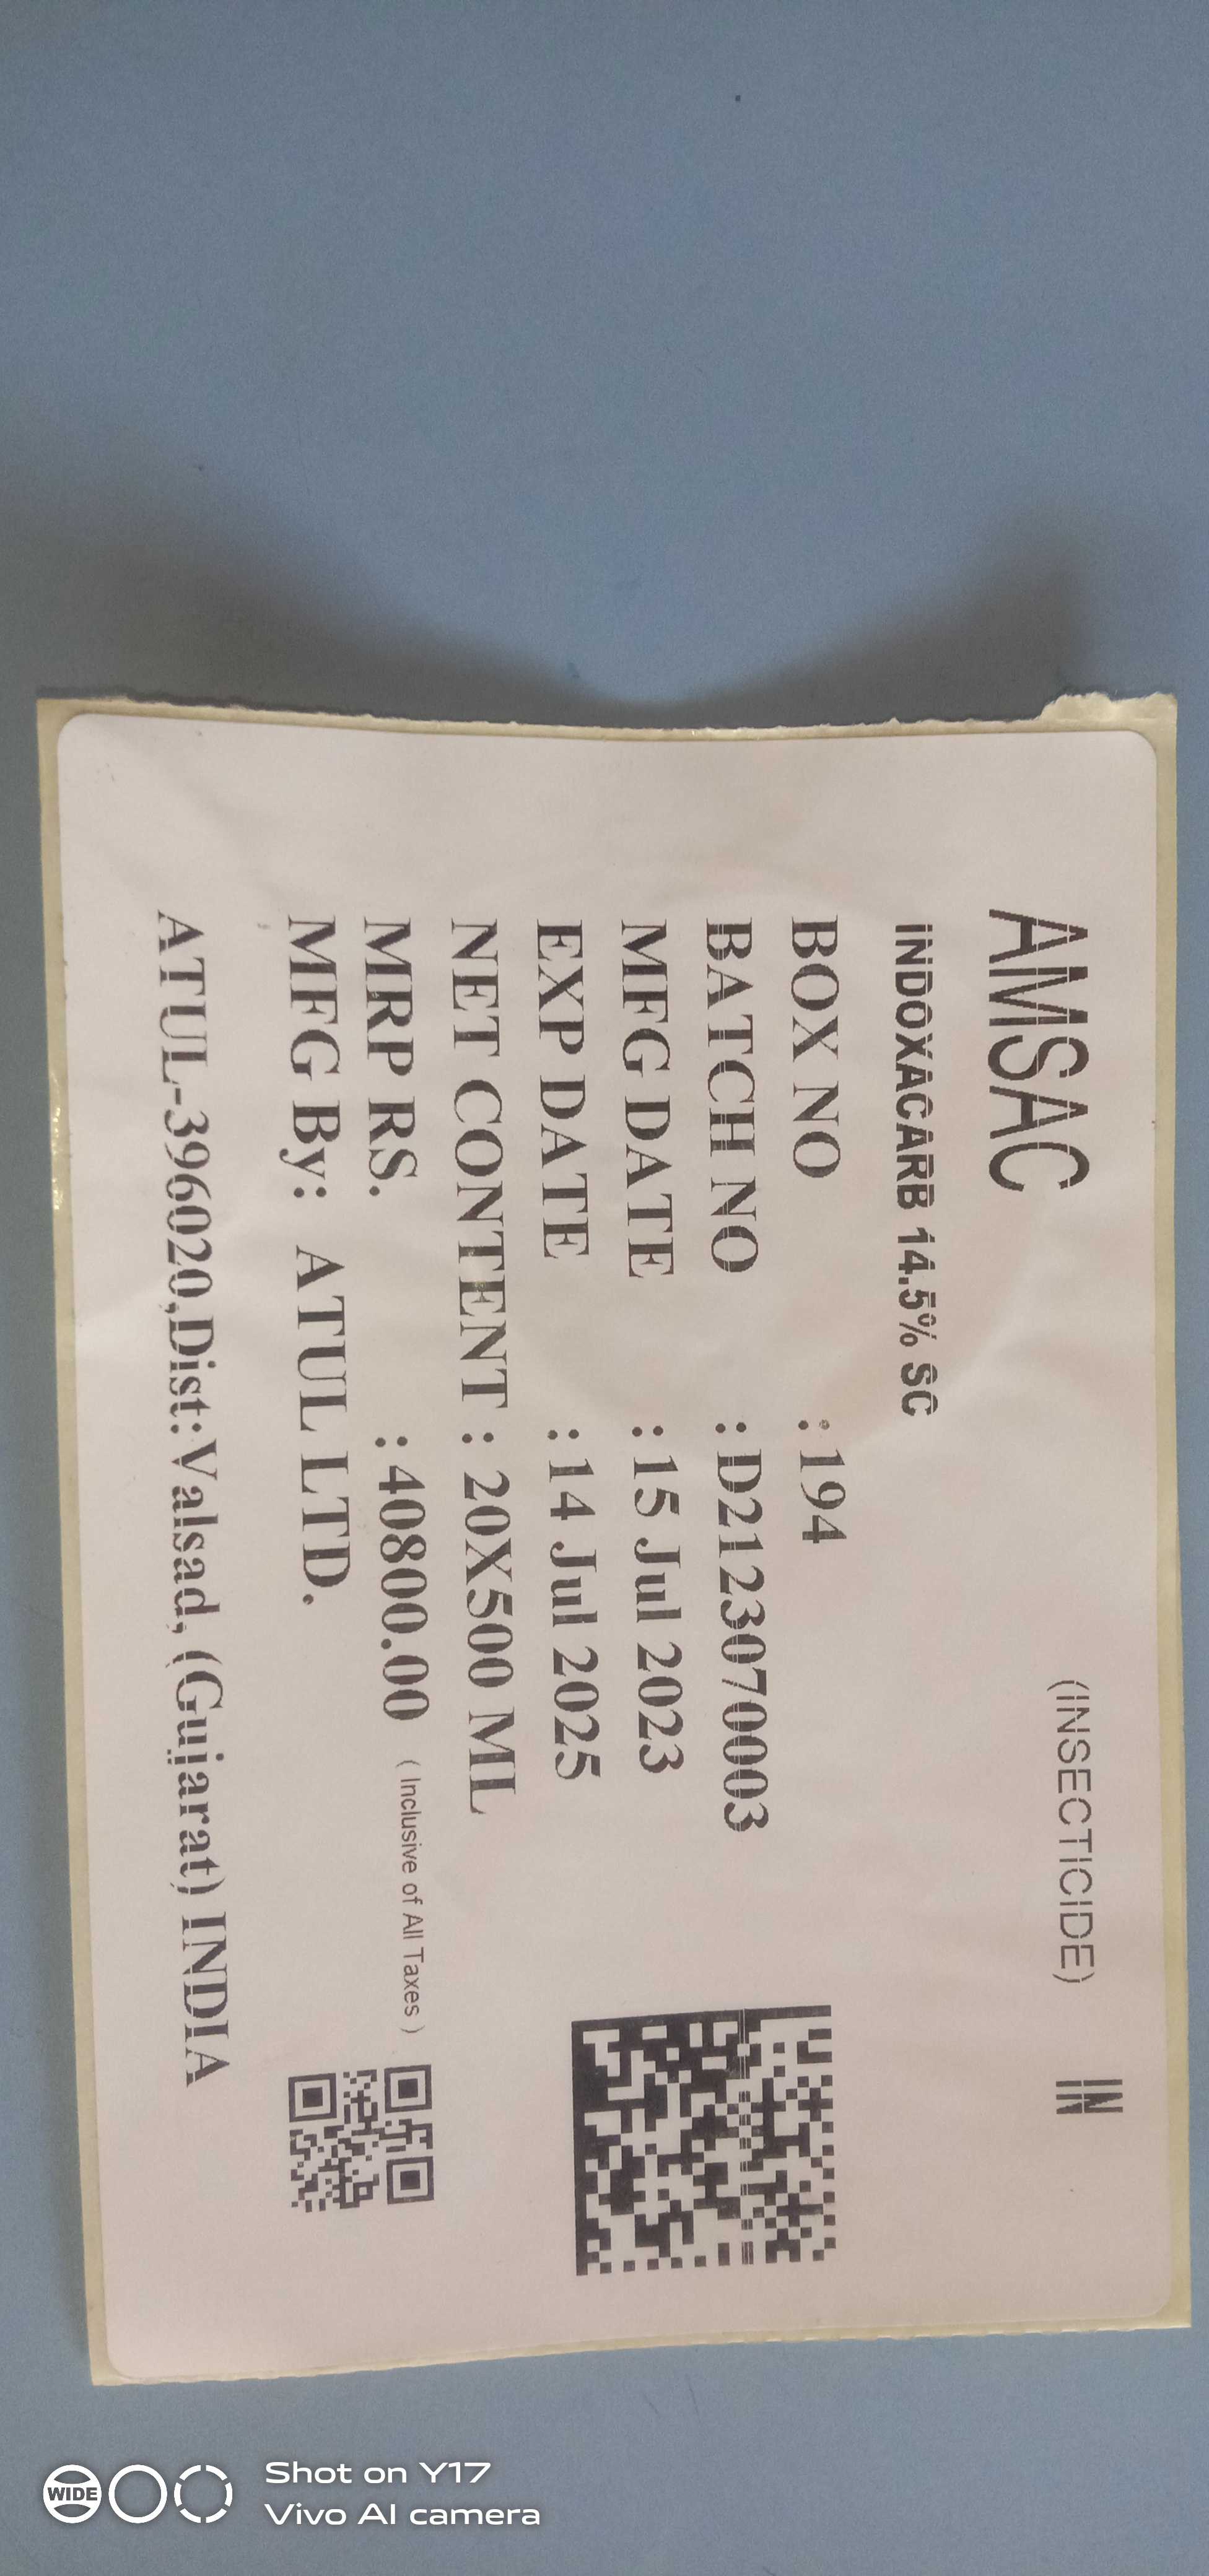 AMSAC (INSECTICIDE) IN
INDOXACARB 14.5% SC
BOX NO : 194
BATCH NO : D2123070003
MFG DATE : 15 Jul 2023
EXP DATE : 14 Jul 2025
NET CONTENT : 20X500 ML
MRP RS. : 40800.00 ( Inclusive of All Taxes )
MFG By: ATUL LTD.
ATUL-396020,Dist:Valsad, (Gujarat) INDIA
WIDE
Shot on Y17
Vivo AI camera